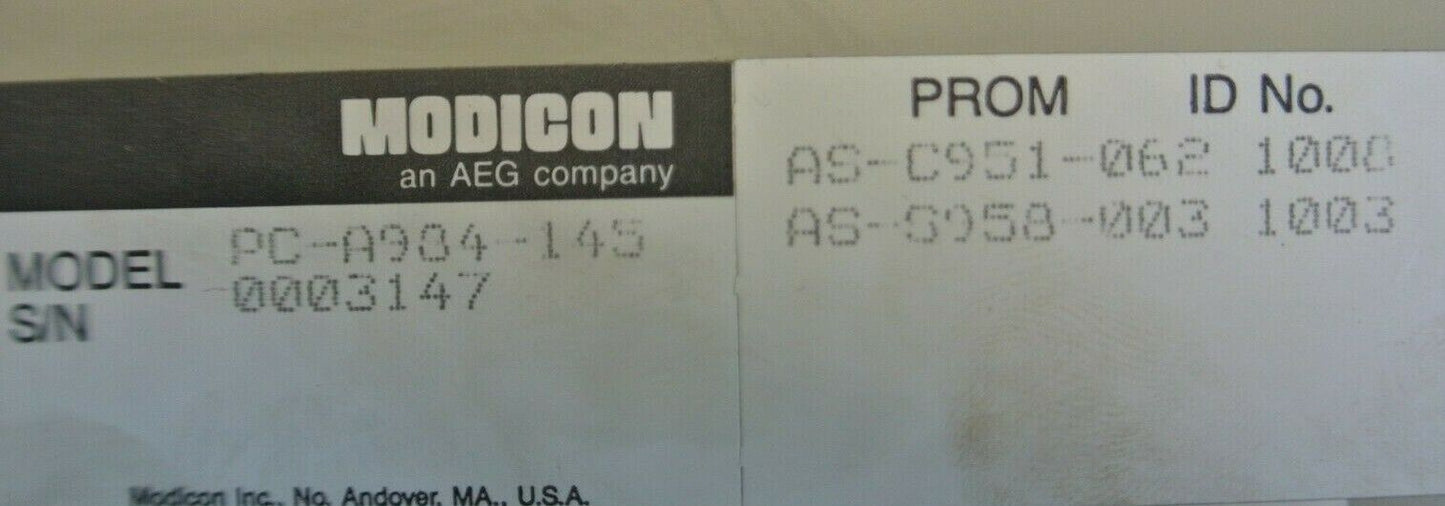 MODICON
an AEG company
MODEL PC-A984-145
S/N 0003147
Modicon Inc., No. Andover, MA., U.S.A.
PROM ID No.
AS-C951-062 1008
AS-S958-003 1003